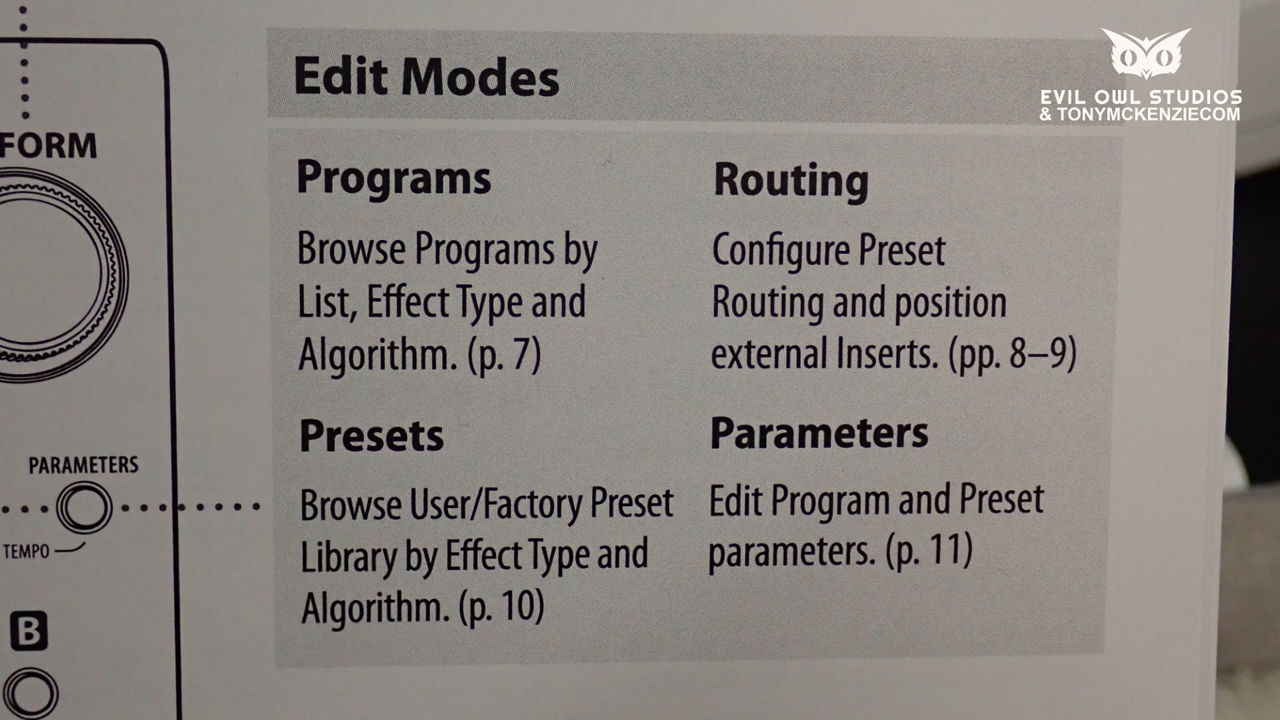 EVIL OWL STUDIOS
& TONYMCKENZIECOM
Edit Modes
Programs
Browse Programs by
List, Effect Type and
Algorithm. (p. 7)
Routing
Configure Preset
Routing and position
external Inserts. (pp. 8–9)
Presets
Browse User/Factory Preset
Library by Effect Type and
Algorithm. (p. 10)
Parameters
Edit Program and Preset
parameters. (p. 11)
FORM
PARAMETERS
TEMPO
B